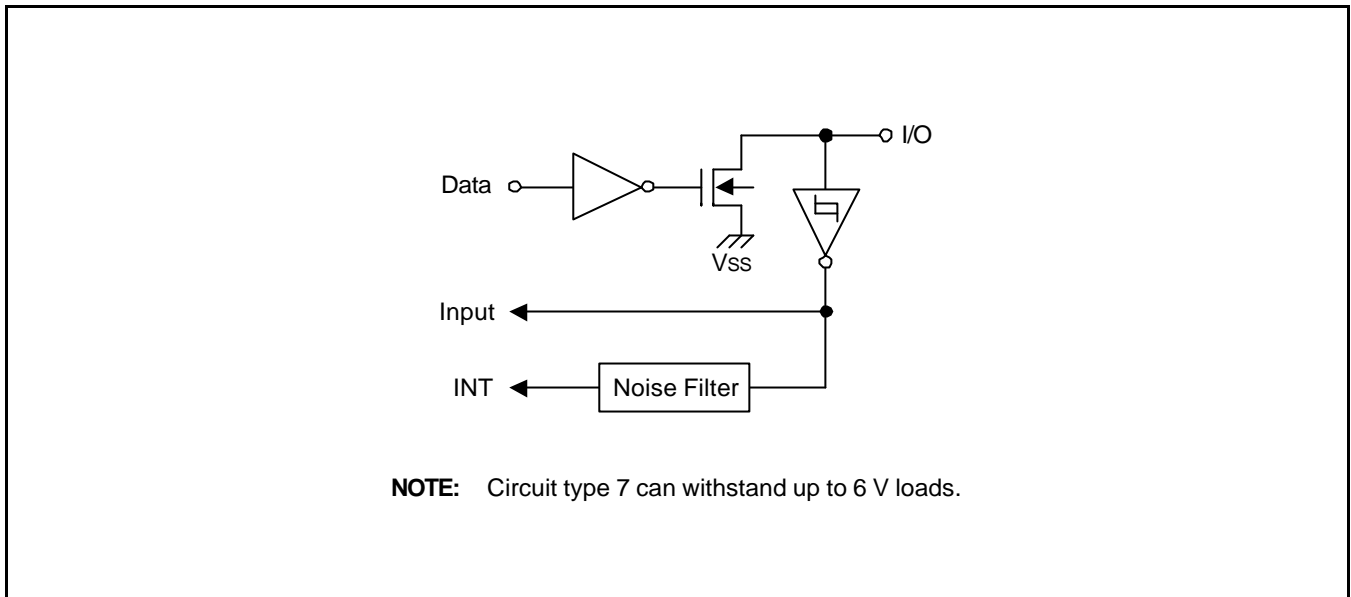 I/O
Data
Vss
Input
INT
Noise Filter
NOTE: Circuit type 7 can withstand up to 6 V loads.